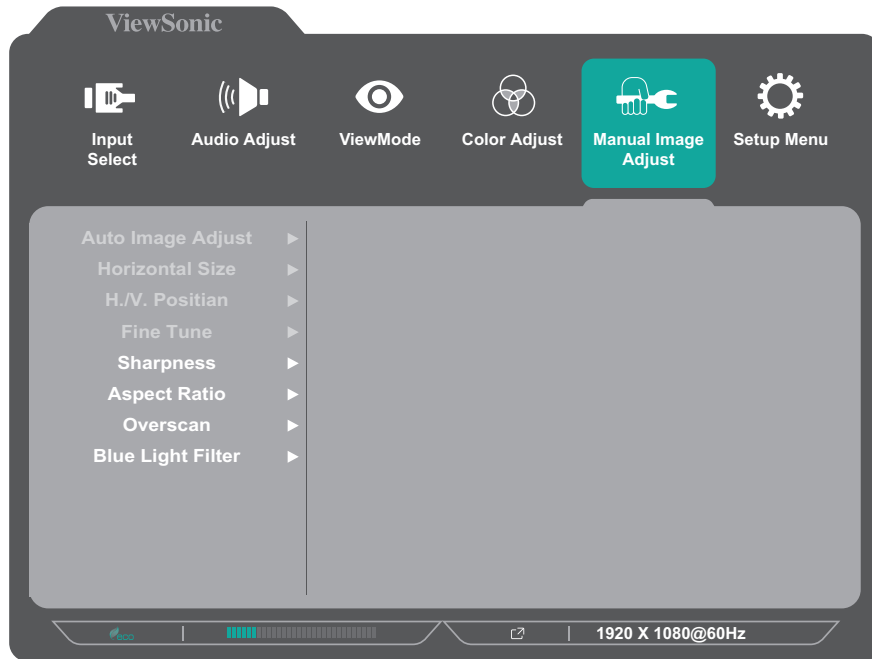 ViewSonic
Input
Select
Audio Adjust
ViewMode
Color Adjust
Manual Image
Adjust
Setup Menu
Auto Image Adjust
Horizontal Size
H./V. Positian
Fine Tune
Sharpness
Aspect Ratio
Overscan
Blue Light Filter
eco
1920 X 1080@60Hz